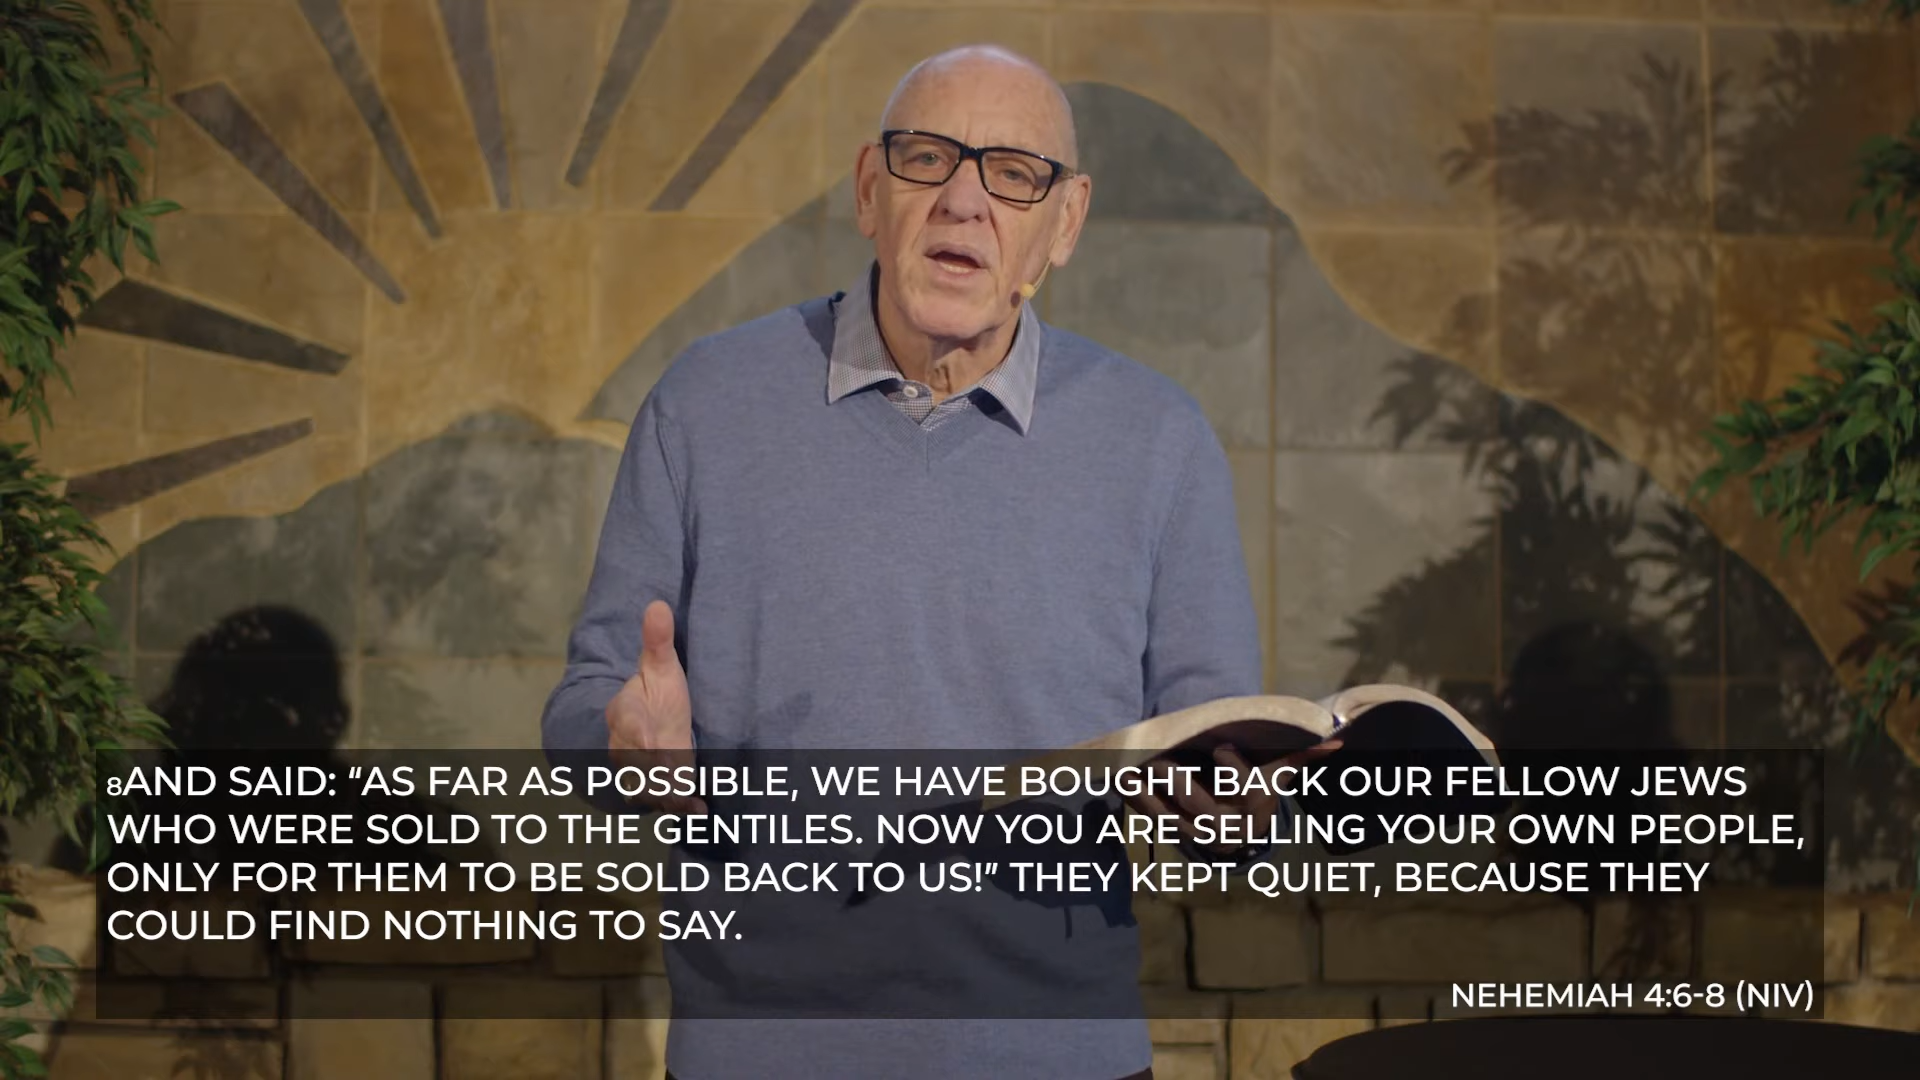 8AND SAID: “AS FAR AS POSSIBLE, WE HAVE BOUGHT BACK OUR FELLOW JEWS
WHO WERE SOLD TO THE GENTILES. NOW YOU ARE SELLING YOUR OWN PEOPLE,
ONLY FOR THEM TO BE SOLD BACK TO US!” THEY KEPT QUIET, BECAUSE THEY
COULD FIND NOTHING TO SAY.
NEHEMIAH 4:6-8 (NIV)